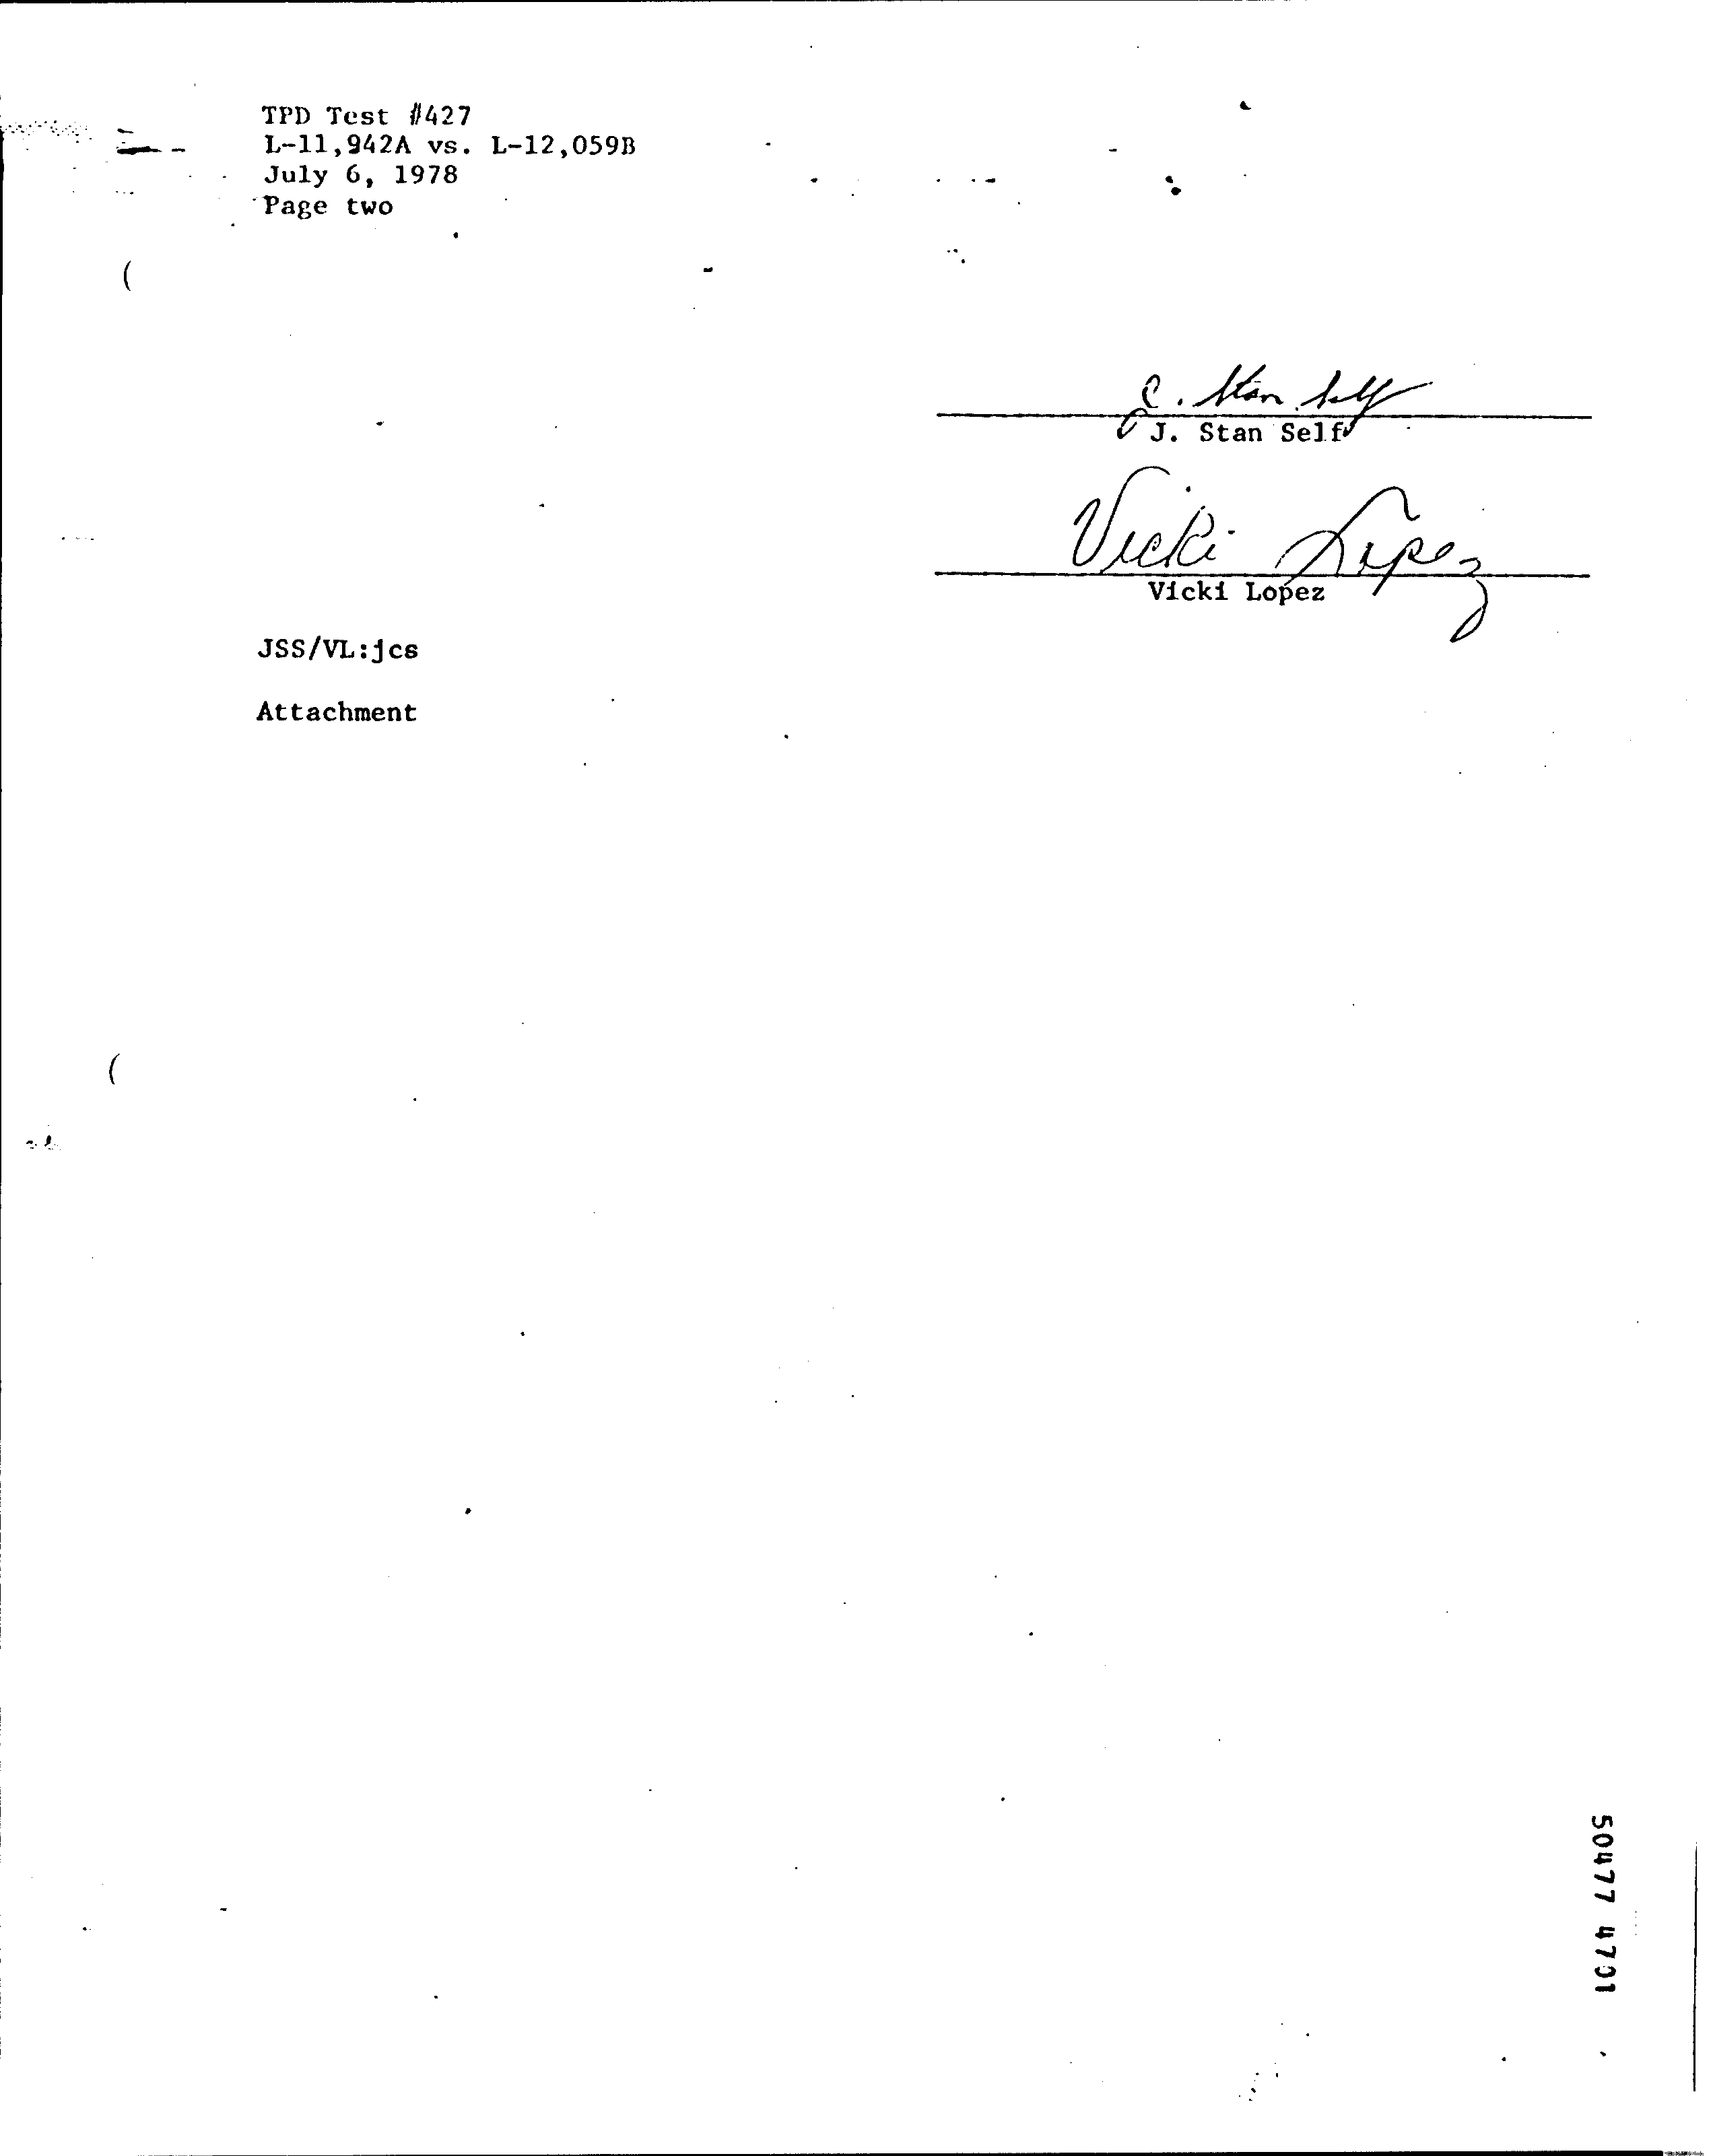 TPD Test #427
L-11,942A vs. L-12,059B
July 6, 1978
Page two
J. Stan Self
J. Stan Self
Vicki Lopez
Vicki Lopez
JSS/VL:jcs
Attachment
50477 4701